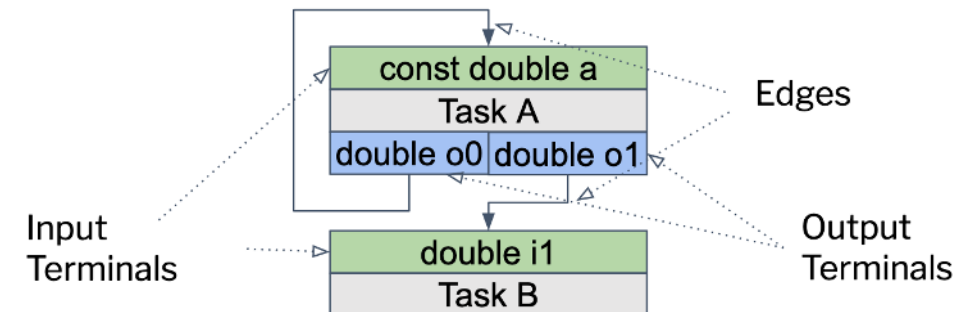 const double a
Task A
Edges
double o0 double o1
Input
Terminals
Output
Terminals
double i1
Task B